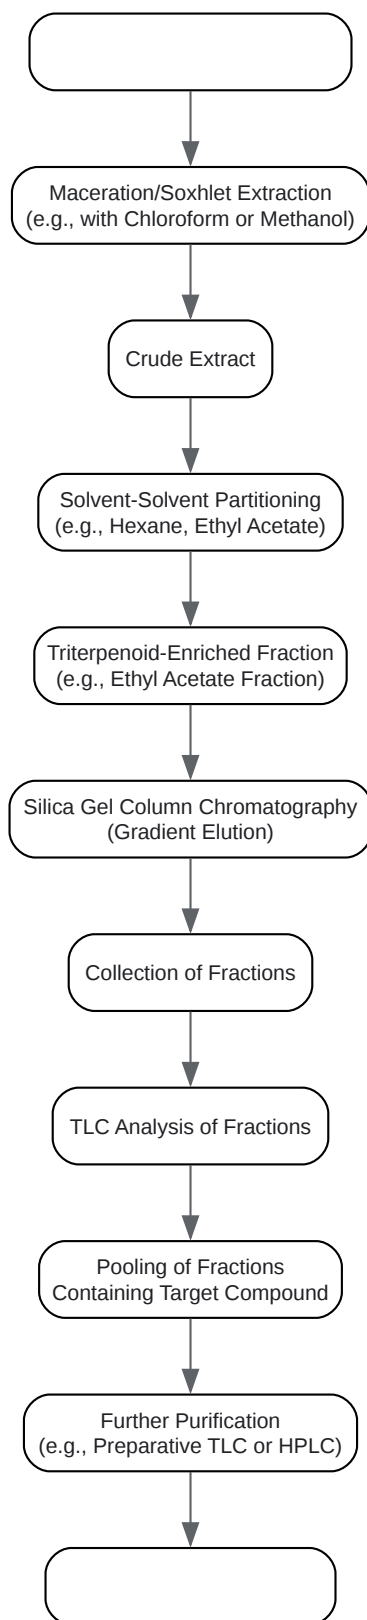 Maceration/Soxhlet Extraction
(e.g., with Chloroform or Methanol)
Crude Extract
Solvent-Solvent Partitioning
(e.g., Hexane, Ethyl Acetate)
Triterpenoid-Enriched Fraction
(e.g., Ethyl Acetate Fraction)
Silica Gel Column Chromatography
(Gradient Elution)
Collection of Fractions
TLC Analysis of Fractions
Pooling of Fractions
Containing Target Compound
Further Purification
(e.g., Preparative TLC or HPLC)